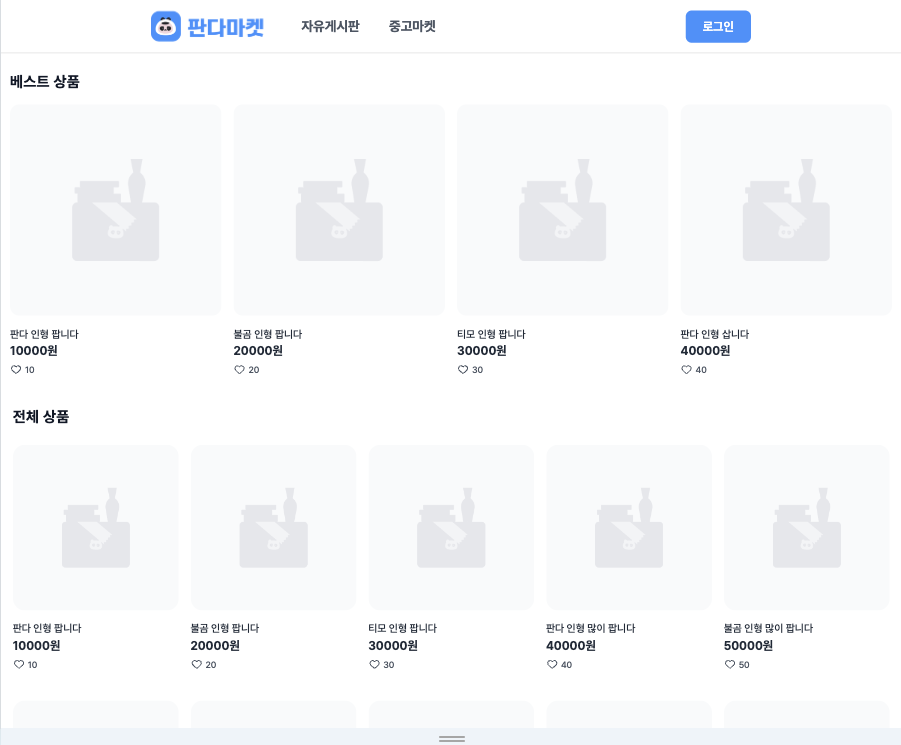 판다마켓 자유게시판 중고마켓 로그인
베스트 상품
판다 인형 팝니다 불곰 인형 팝니다 티모 인형 팝니다 판다 인형 삽니다
10000원 20000원 30000원 40000원
10 20 30 40
전체 상품
판다 인형 팝니다 불곰 인형 팝니다 티모 인형 팝니다 판다 인형 많이 팝니다 불곰 인형 많이 팝니다
10000원 20000원 30000원 40000원 50000원
10 20 30 40 50